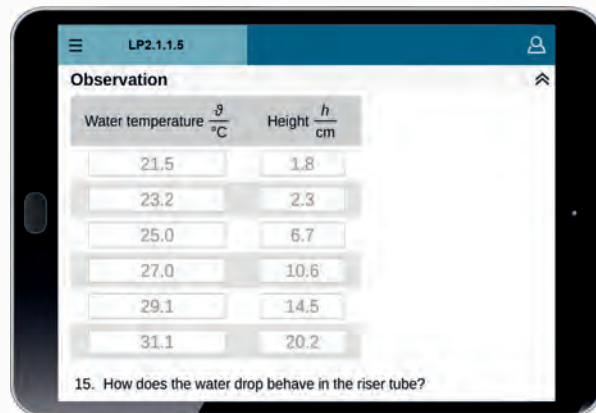 LP2.1.1.5
Observation
Water temperature ϑ/°C Height h/cm
21.5 1.8
23.2 2.3
25.0 6.7
27.0 10.6
29.1 14.5
31.1 20.2
15. How does the water drop behave in the riser tube?